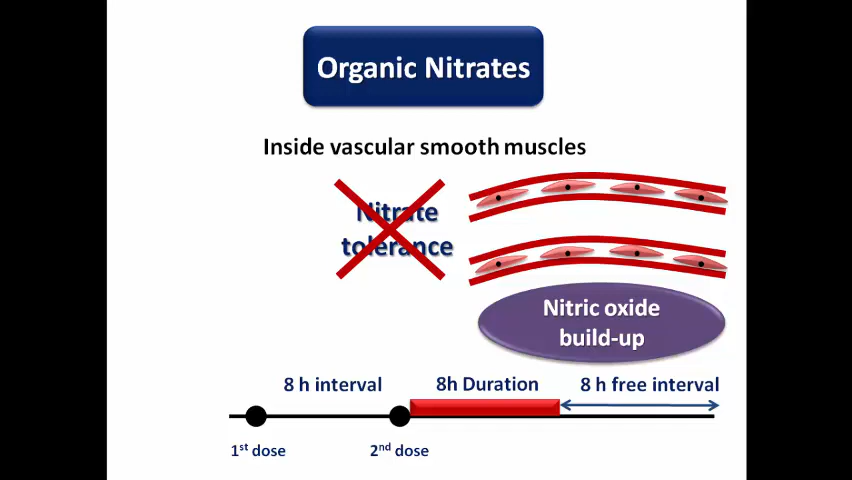 Organic Nitrates
Inside vascular smooth muscles
Nitrate
tolerance
Nitric oxide
build-up
8 h interval
8h Duration
8 h free interval
1st dose
2nd dose